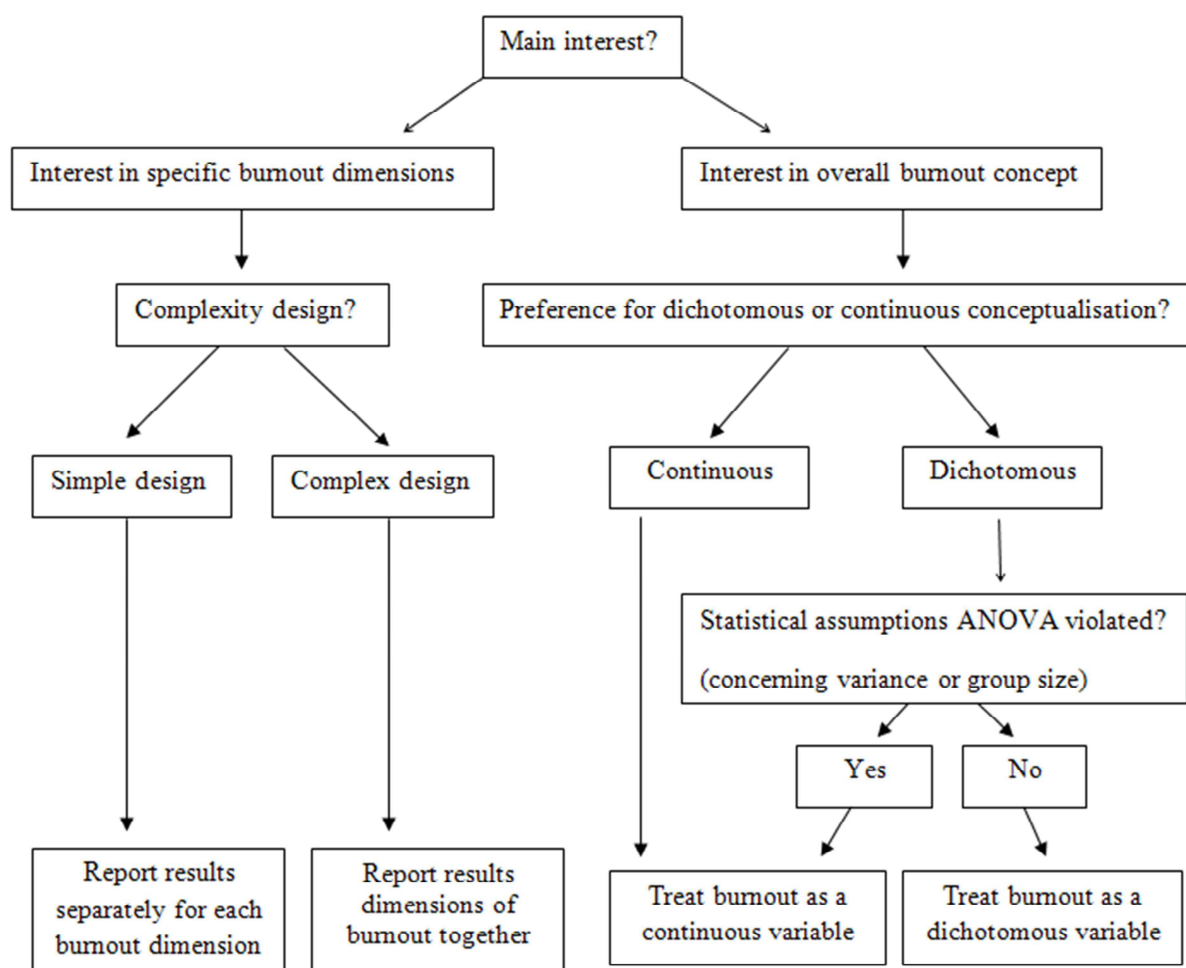 Main interest?
Interest in specific burnout dimensions
Interest in overall burnout concept
Complexity design?
Preference for dichotomous or continuous conceptualisation?
Simple design
Complex design
Continuous
Dichotomous
Statistical assumptions ANOVA violated?
(concerning variance or group size)
Yes
No
Report results
separately for each
burnout dimension
Report results
dimensions of
burnout together
Treat burnout as a
continuous variable
Treat burnout as a
dichotomous variable